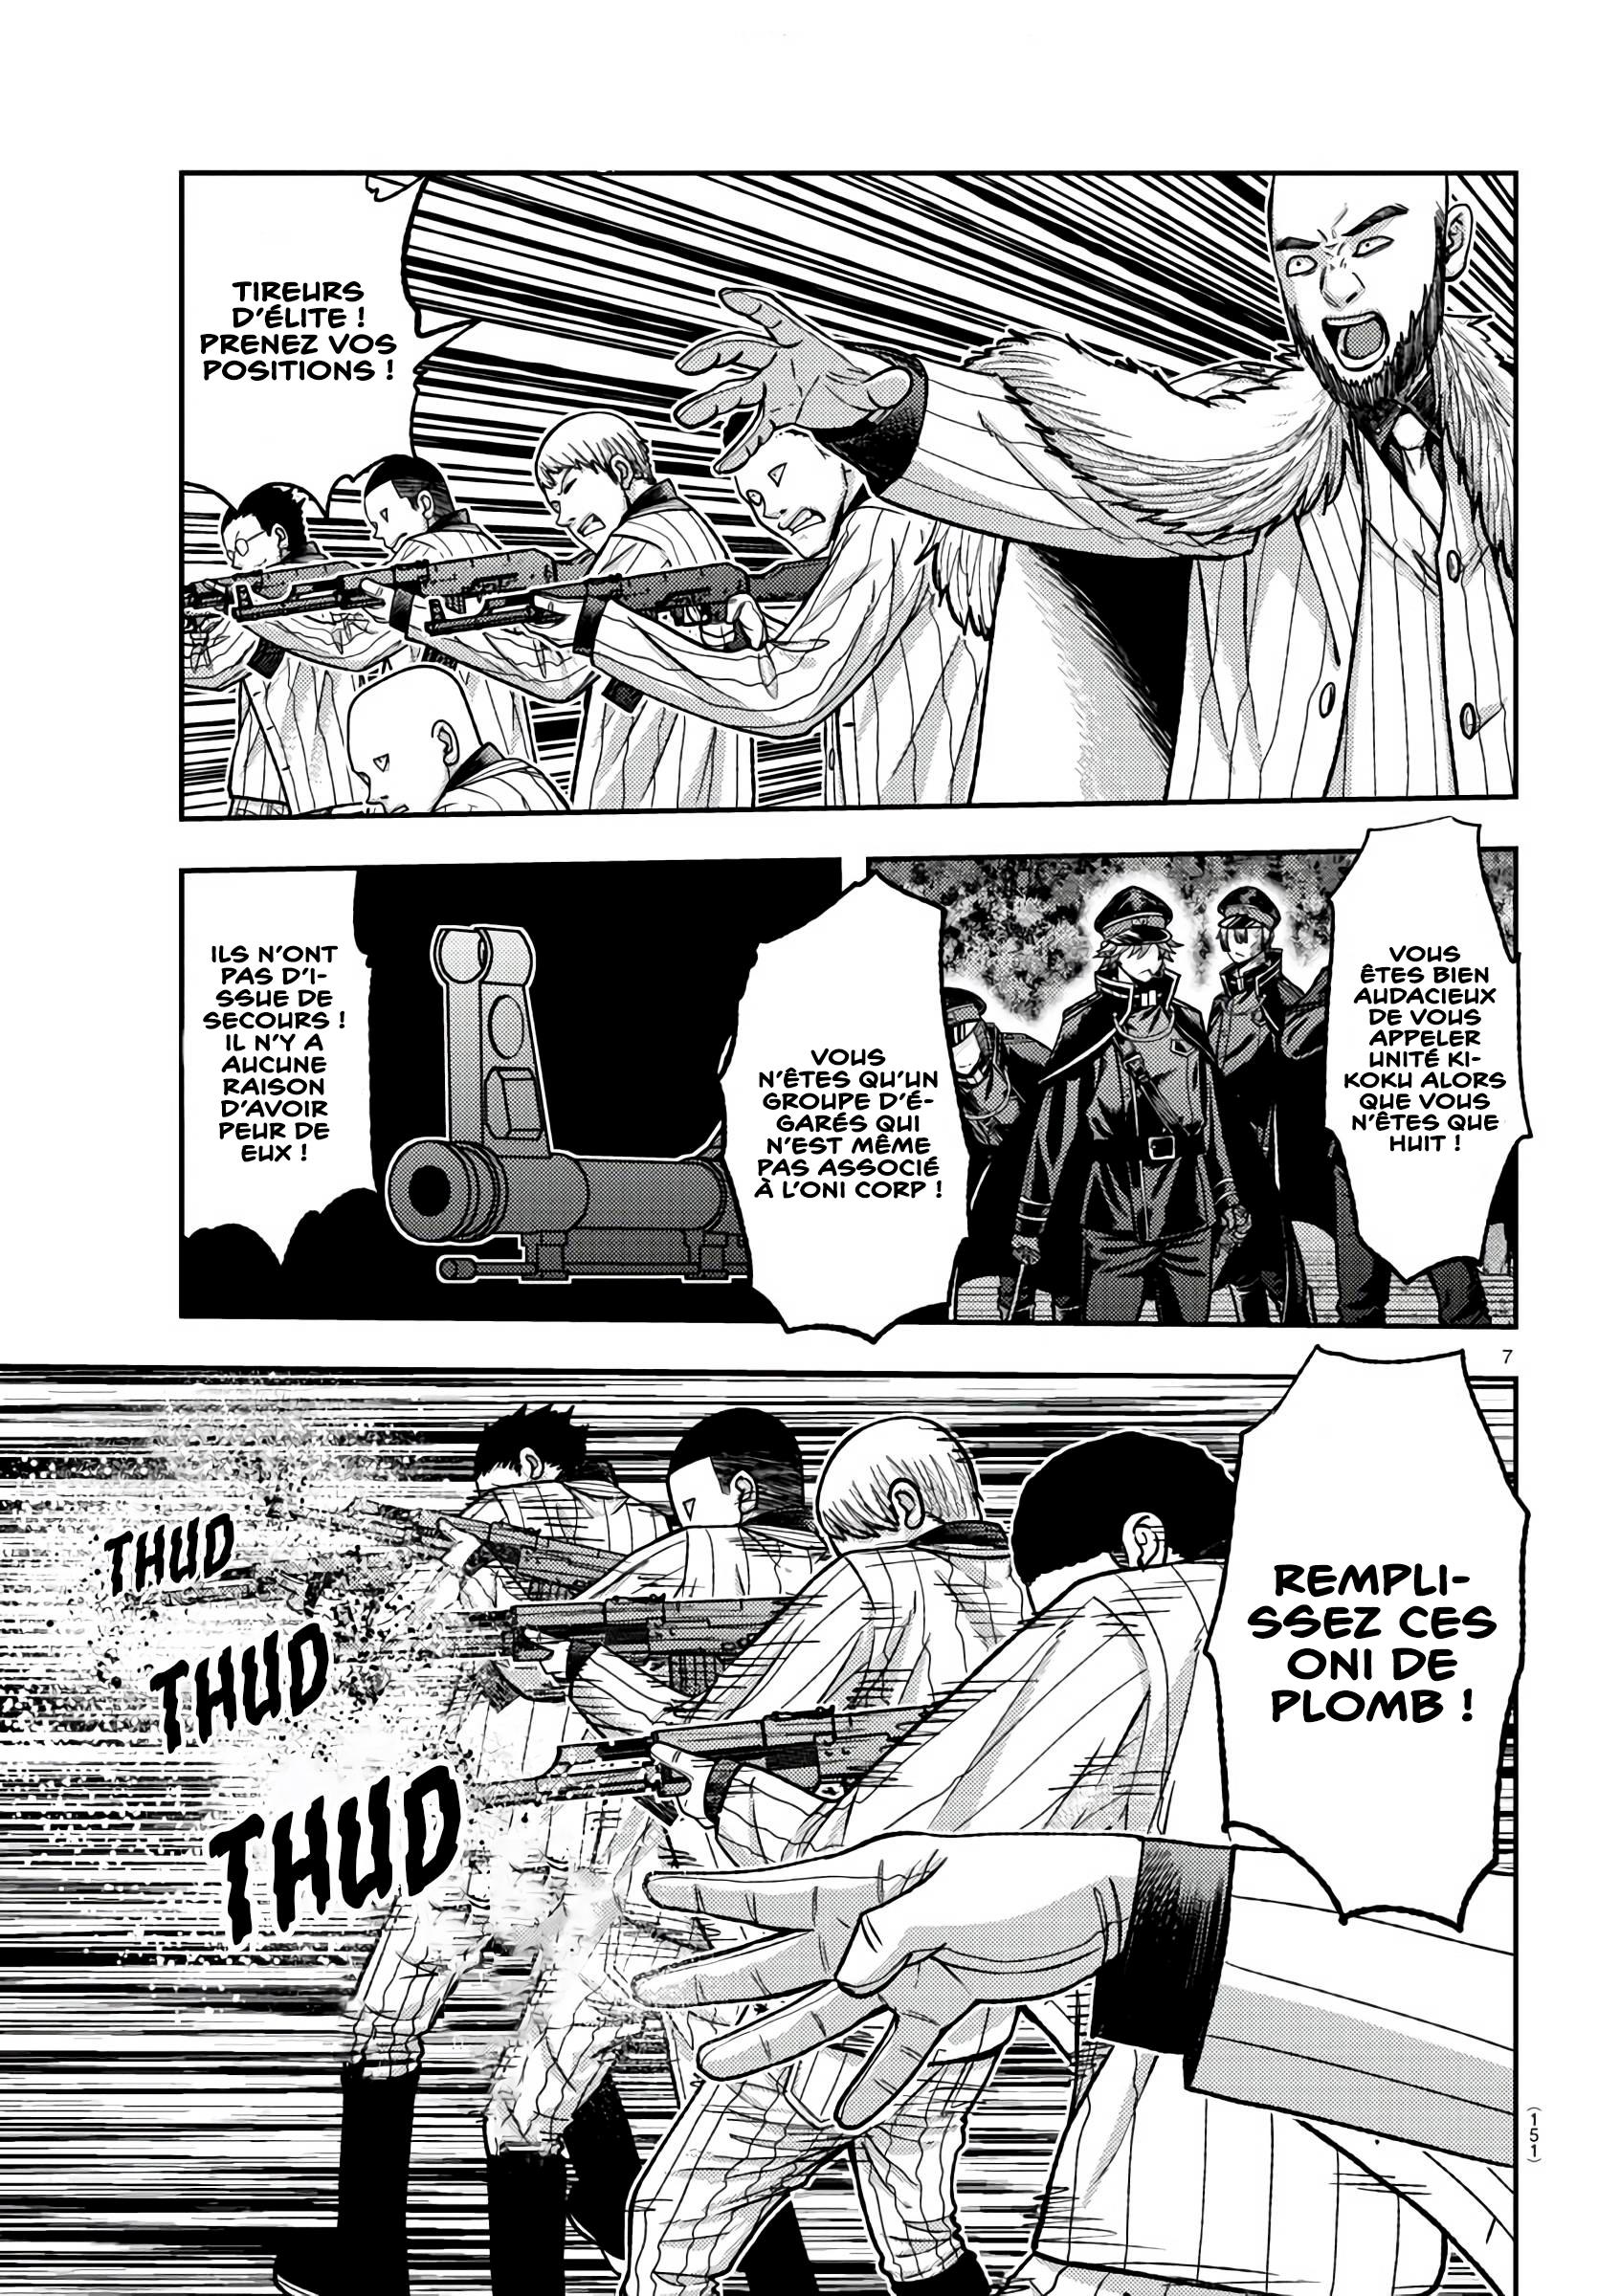 TIREURS
D'ÉLITE !
PRENEZ VOS
POSITIONS !
VOUS
ÊTES BIEN
AUDACIEUX
DE VOUS
APPELER
UNITÉ KI-
KOKU ALORS
QUE VOUS
N'ÊTES QUE
HUIT !
VOUS
N'ÊTES QU'UN
GROUPE D'É-
GARÉS QUI
N'EST MÊME
PAS ASSOCIÉ
À L'ONI CORP !
ILS N'ONT
PAS D'I-
SSUE DE
SECOURS !
IL N'Y A
AUCUNE
RAISON
D'AVOIR
PEUR DE
EUX !
7
REMPLI-
SSEZ CES
ONI DE
PLOMB !
THUD
THUD
THUD
(151)